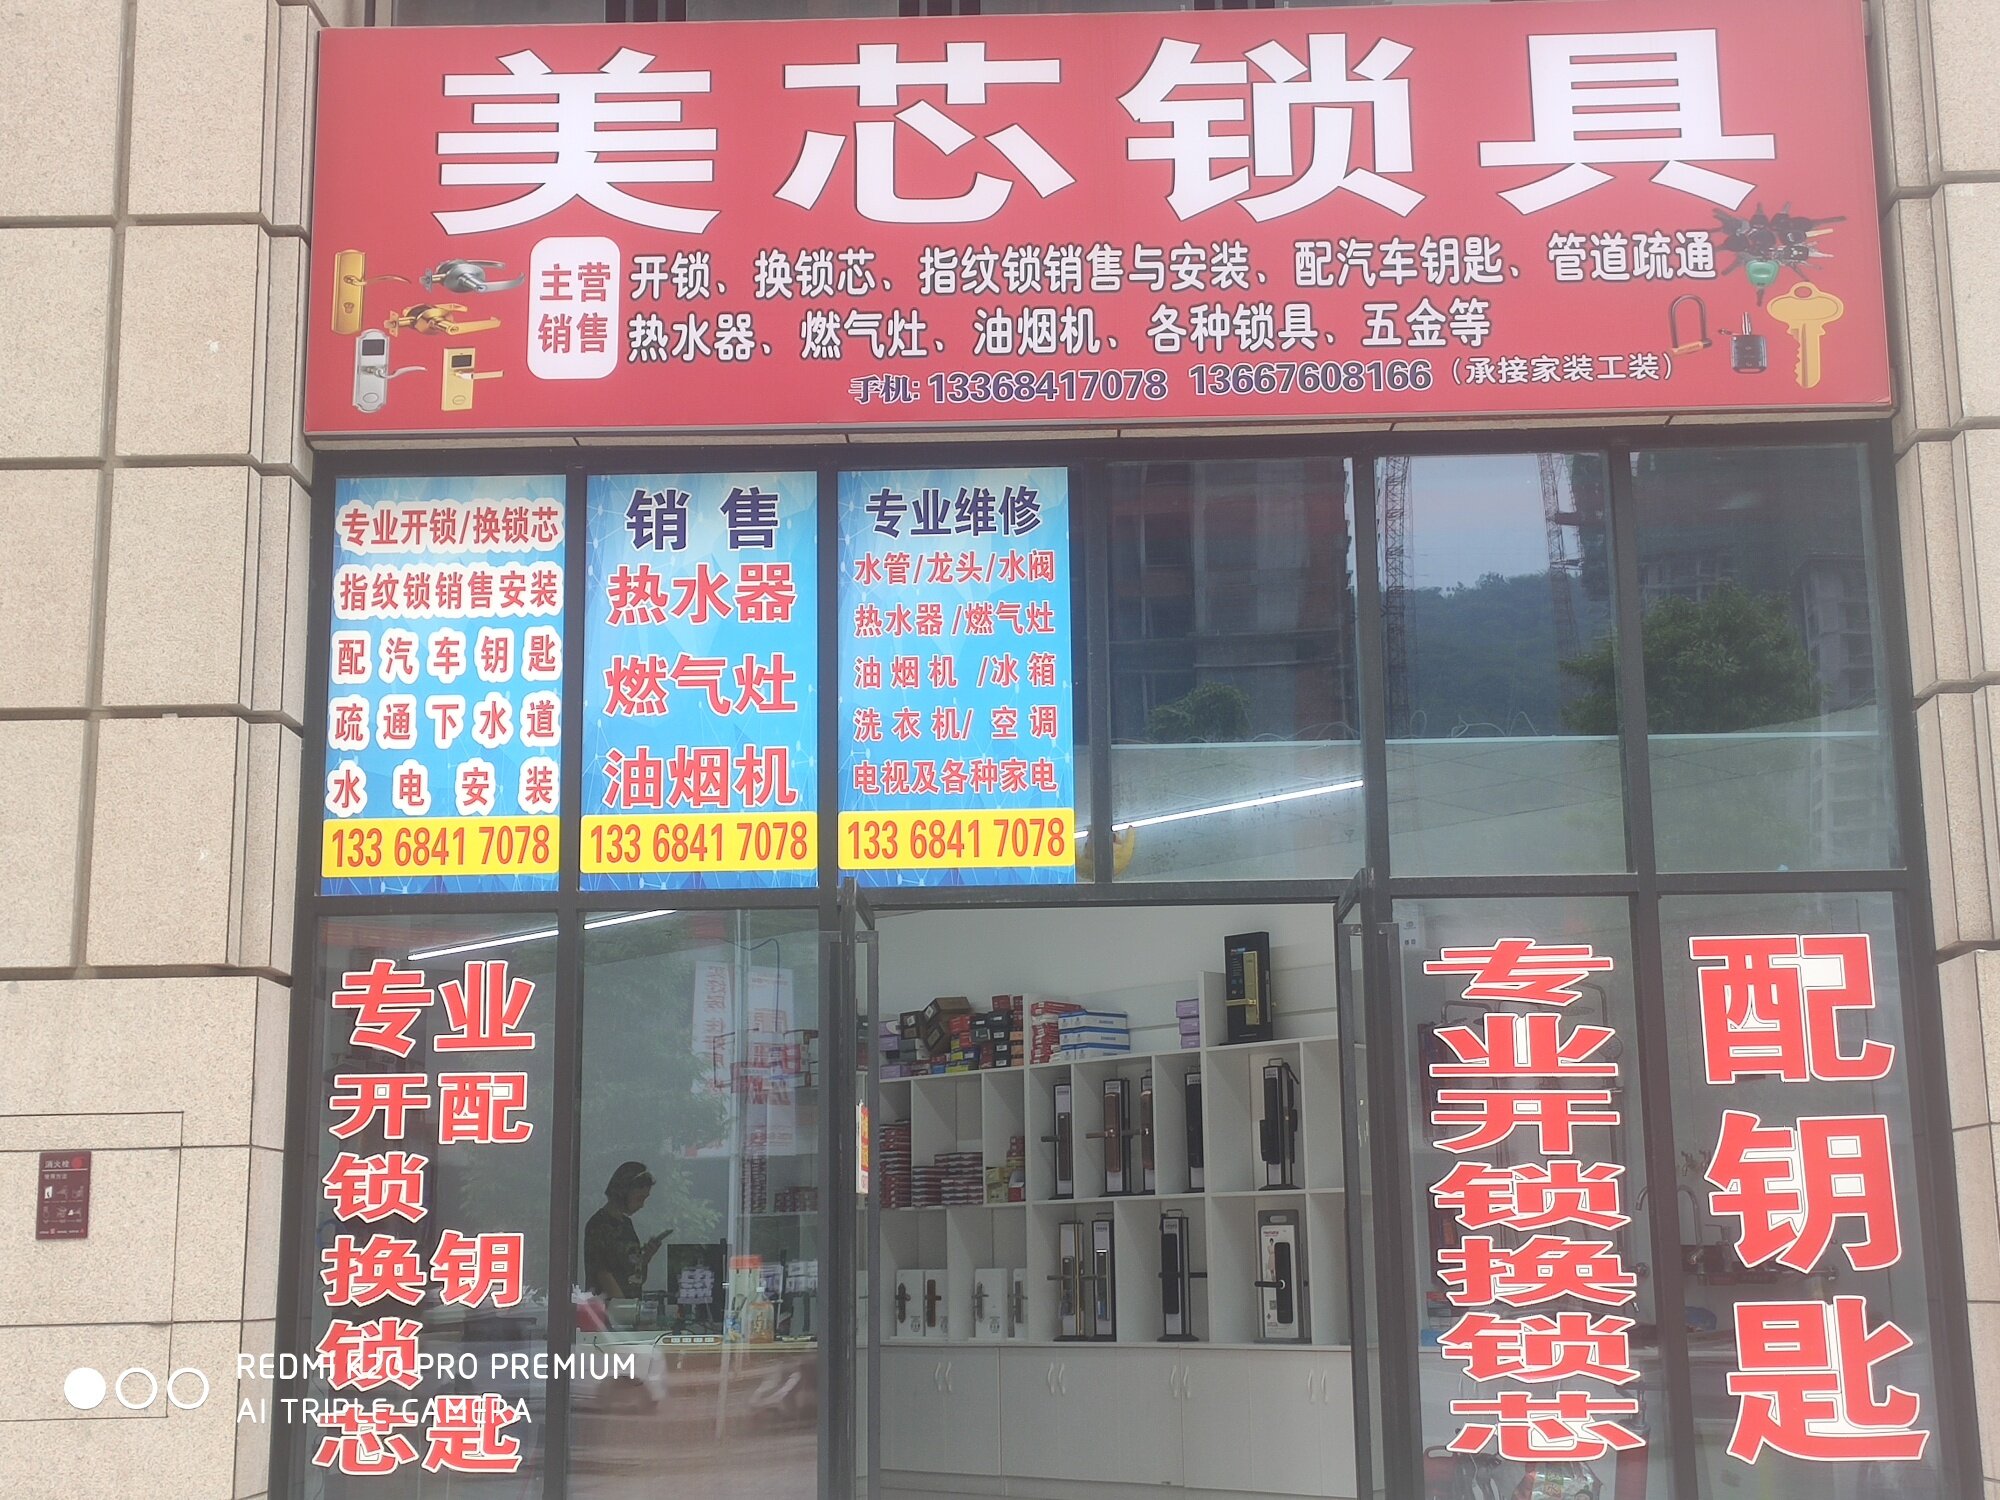 美芯锁具
主营
销售
开锁、换锁芯、指纹锁销售与安装、配汽车钥匙、管道疏通
热水器、燃气灶、油烟机、各种锁具、五金等
手机:13368417078 13667608166（承接家装工装）
专业开锁/换锁芯
指纹锁销售安装
配汽车钥匙
疏通下水道
水电安装
133 6841 7078
销售
热水器
燃气灶
油烟机
133 6841 7078
专业维修
水管/龙头/水阀
热水器/燃气灶
油烟机/冰箱
洗衣机/空调
电视及各种家电
133 6841 7078
专业开锁换锁芯
专业配钥匙
专业开锁换锁芯
配钥匙
消火栓
REDMI K20 PRO PREMIUM
AI TRIPLE CAMERA